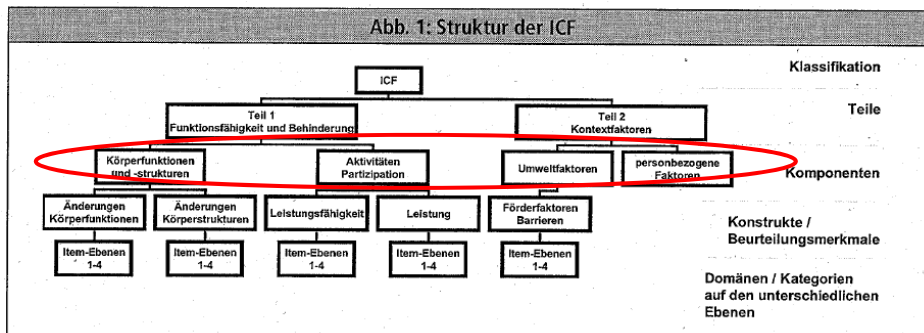 Abb. 1: Struktur der ICF
Klassifikation
ICF
Teile
Teil 1
Funktionsfähigkeit und Behinderung
Teil 2
Kontextfaktoren
Körperfunktionen
und -strukturen
Aktivitäten
Partizipation
Umweltfaktoren
personbezogene
Faktoren
Komponenten
Änderungen
Körperfunktionen
Änderungen
Körperstrukturen
Leistungsfähigkeit
Leistung
Förderfaktoren
Barrieren
Konstrukte /
Beurteilungsmerkmale
Item-Ebenen
1-4
Item-Ebenen
1-4
Item-Ebenen
1-4
Item-Ebenen
1-4
Item-Ebenen
1-4
Domänen / Kategorien
auf den unterschiedlichen
Ebenen